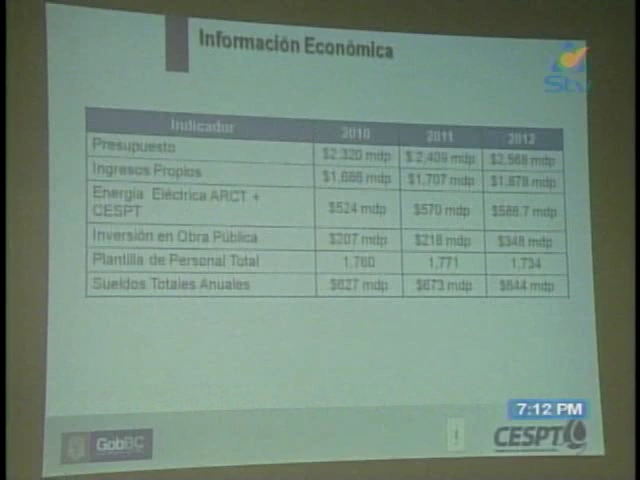 Información Económica
Stv
Indicador 2010 2011 2012
Presupuesto $2,320 mdp $2,409 mdp $2,568 mdp
Ingresos Propios $1,686 mdp $1,707 mdp $1,878 mdp
Energía Eléctrica ARCT +
CESPT $524 mdp $570 mdp $586.7 mdp
Inversión en Obra Pública $207 mdp $218 mdp $348 mdp
Plantilla de Personal Total 1,760 1,771 1,734
Sueldos Totales Anuales $627 mdp $673 mdp $644 mdp
7:12 PM
GobBC
CESPT